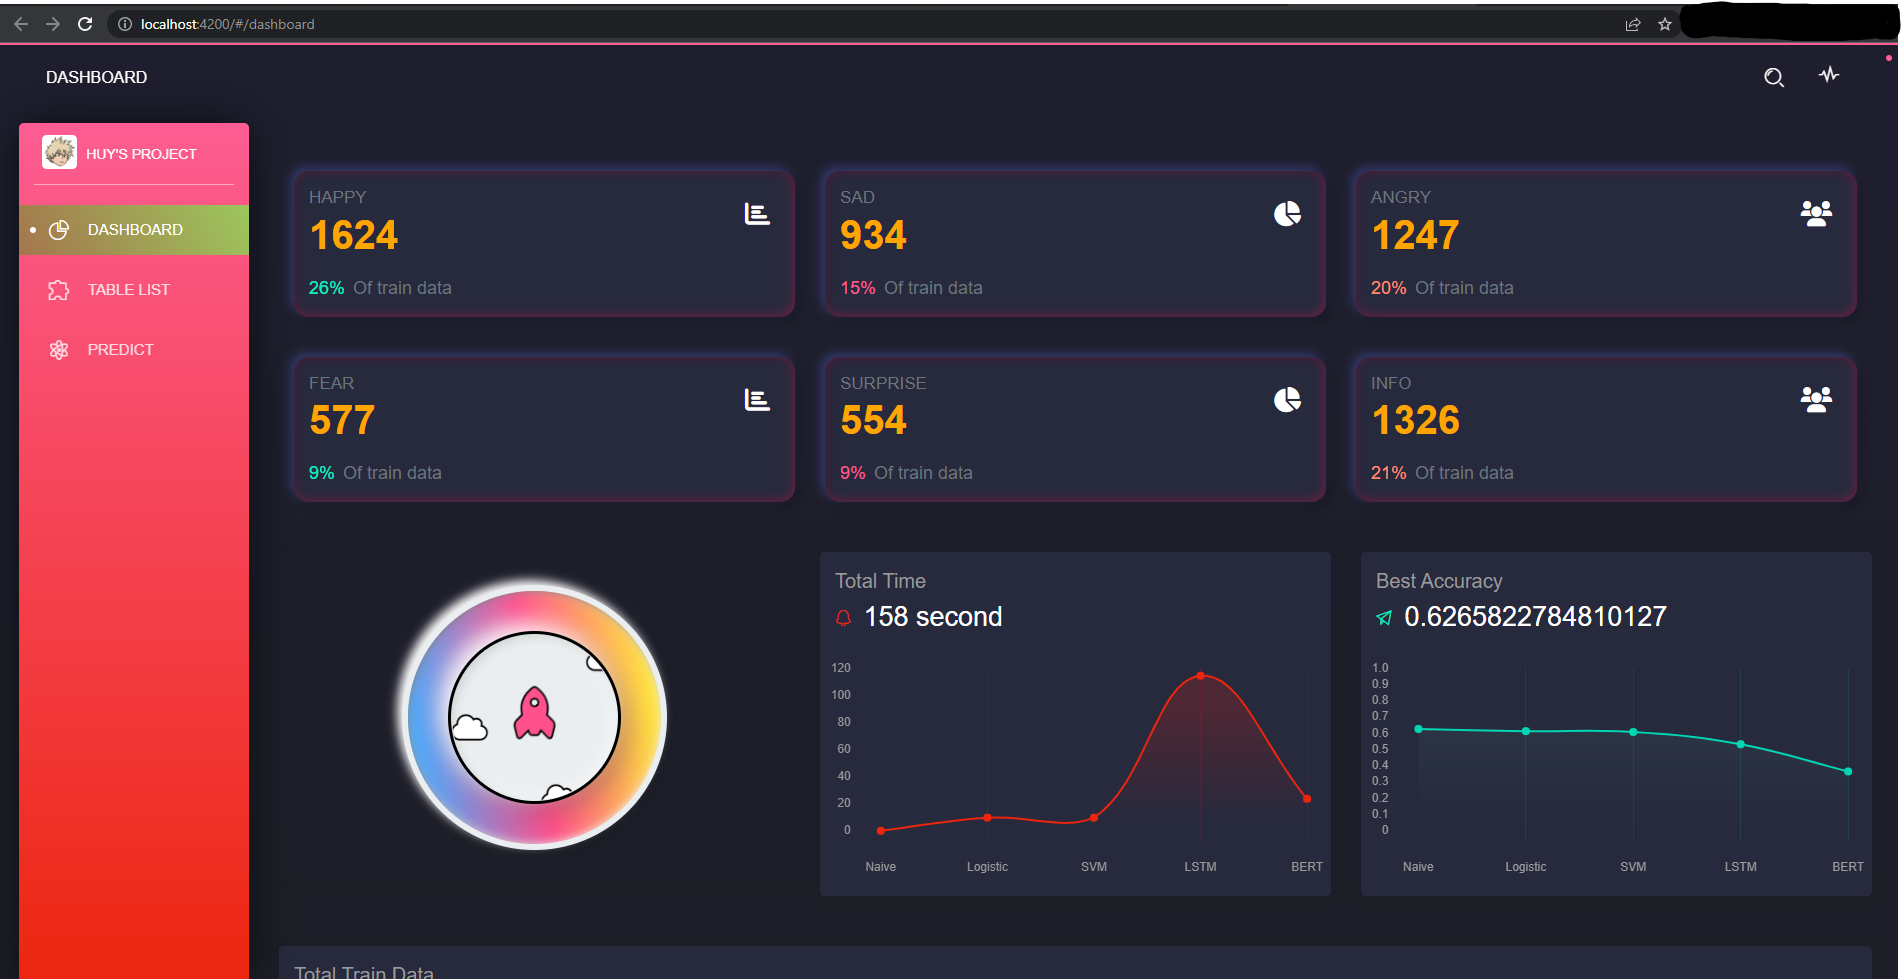 localhost:4200/#/dashboard
DASHBOARD
HUY'S PROJECT
DASHBOARD
TABLE LIST
PREDICT
HAPPY
1624
26% Of train data
SAD
934
15% Of train data
ANGRY
1247
20% Of train data
FEAR
577
9% Of train data
SURPRISE
554
9% Of train data
INFO
1326
21% Of train data
Total Time
158 second
120
100
80
60
40
20
0
Naive Logistic SVM LSTM BERT
Best Accuracy
0.6265822784810127
1.0
0.9
0.8
0.7
0.6
0.5
0.4
0.3
0.2
0.1
0
Naive Logistic SVM LSTM BERT
Total Train Data